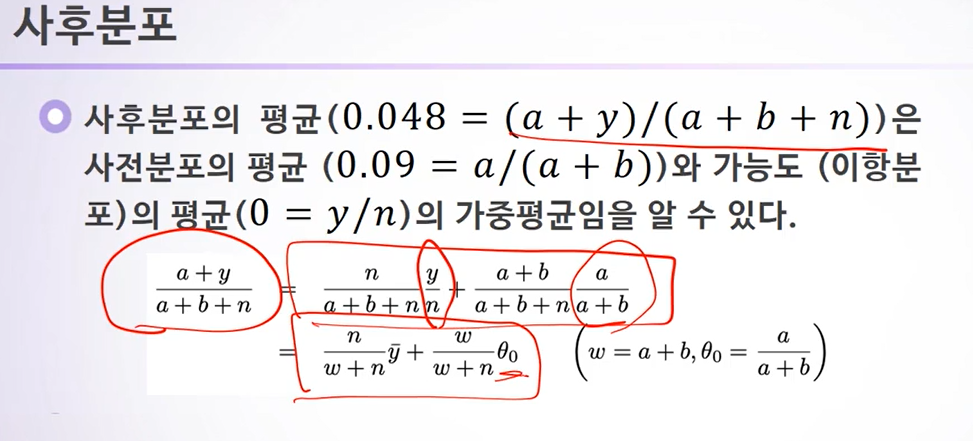 사후분포
사후분포의 평균(0.048 = (a + y)/(a + b + n))은
사전분포의 평균 (0.09 = a/(a + b))와 가능도 (이항분
포)의 평균(0 = y/n)의 가중평균임을 알 수 있다.
\frac{a+y}{a+b+n} = \frac{n}{a+b+n}\frac{y}{n} + \frac{a+b}{a+b+n}\frac{a}{a+b}
= \frac{n}{w+n}\bar{y} + \frac{w}{w+n}\theta_0 \left(w = a + b, \theta_0 = \frac{a}{a+b}\right)